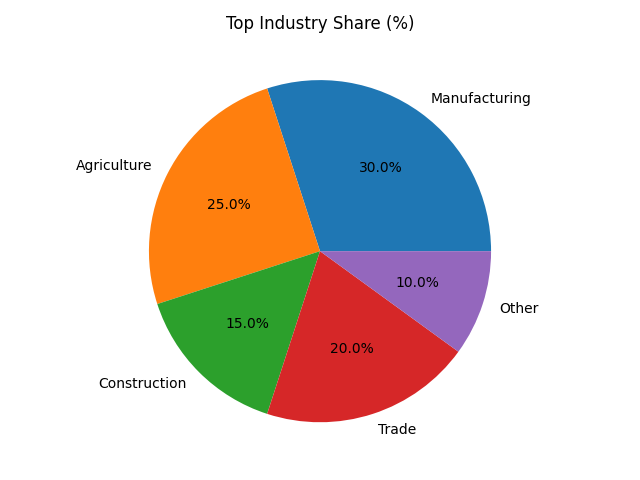 Top Industry Share (%)
Manufacturing
30.0%
Agriculture
25.0%
Construction
15.0%
Trade
20.0%
Other
10.0%